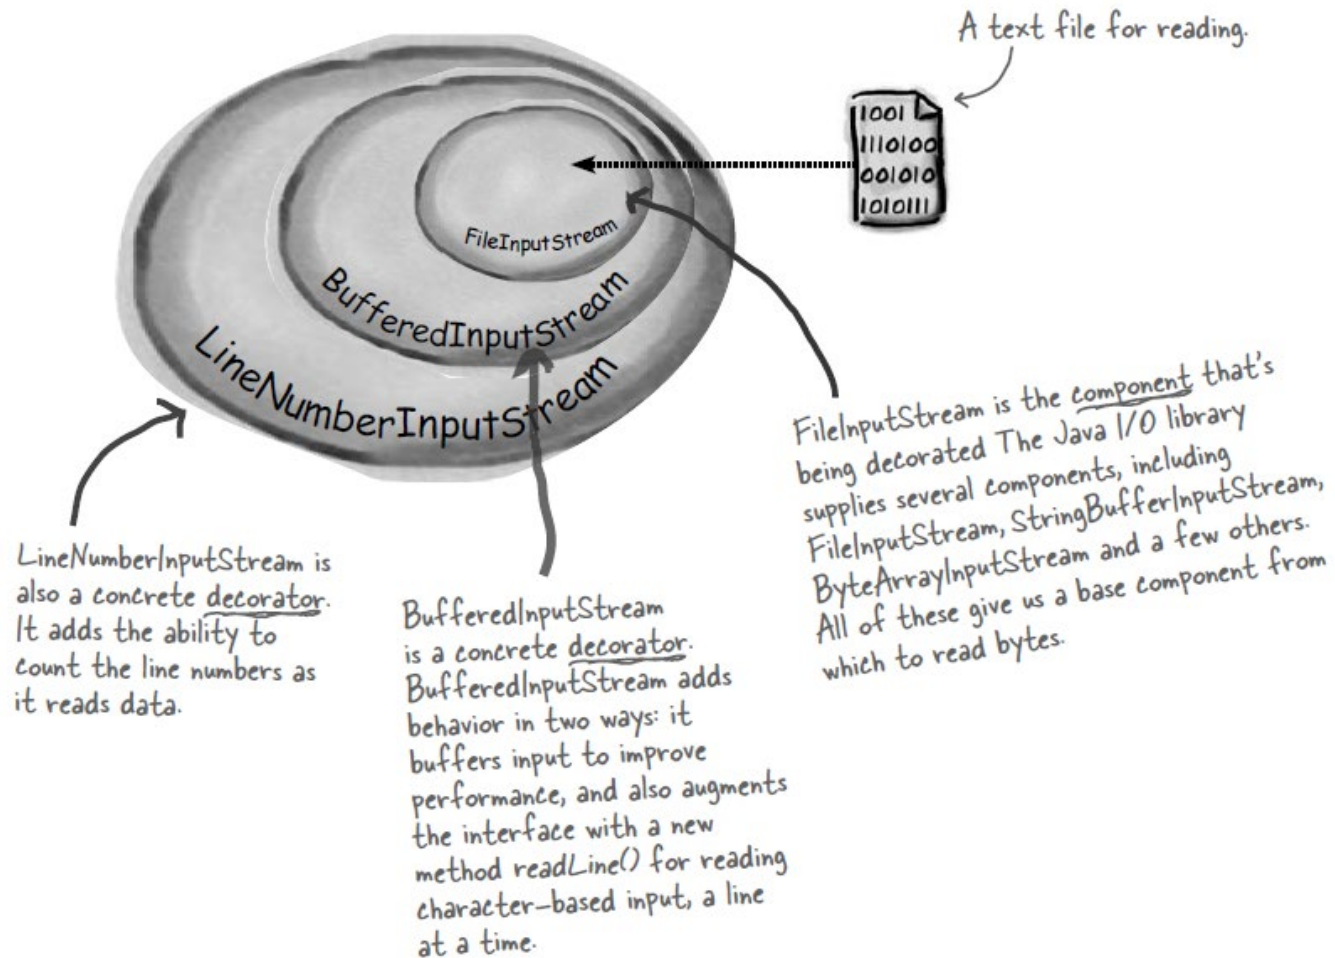 A text file for reading.
1001
1110100
001010
1010111
FileInputStream
BufferedInputStream
LineNumberInputStream
FileInputStream is the component that's
being decorated The Java I/O library
supplies several components, including
FileInputStream, StringBufferInputStream,
ByteArrayInputStream and a few others.
All of these give us a base component from
which to read bytes.
LineNumberInputStream is
also a concrete decorator.
It adds the ability to
count the line numbers as
it reads data.
BufferedInputStream
is a concrete decorator.
BufferedInputStream adds
behavior in two ways: it
buffers input to improve
performance, and also augments
the interface with a new
method readLine() for reading
character-based input, a line
at a time.